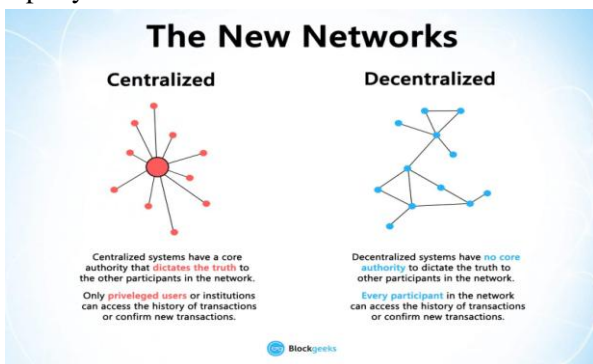 The New Networks
Centralized
Decentralized
Centralized systems have a core
authority that dictates the truth to
the other participants in the network.
Only priveleged users or institutions
can access the history of transactions
or confirm new transactions.
Decentralized systems have no core
authority to dictate the truth to
other participants in the network.
Every participant in the network
can access the history of transactions
or confirm new transactions.
Blockgeeks